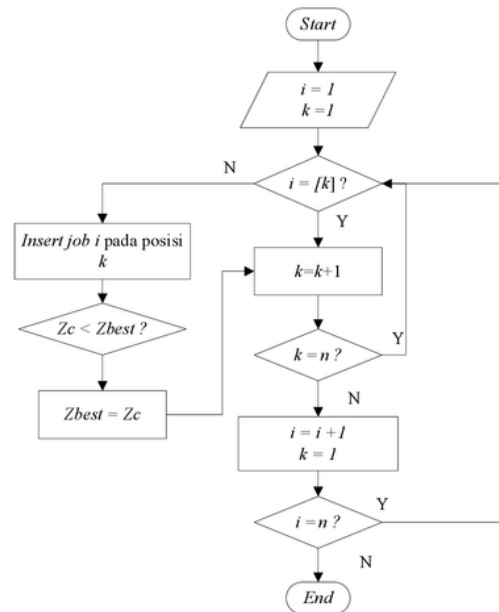 Start
i = 1
k =1
i = [k] ?
N
Y
Insert job i pada posisi
k
k=k+1
Zc < Zbest ?
k = n ?
Y
N
Zbest = Zc
i = i +1
k = 1
i =n ?
Y
N
End